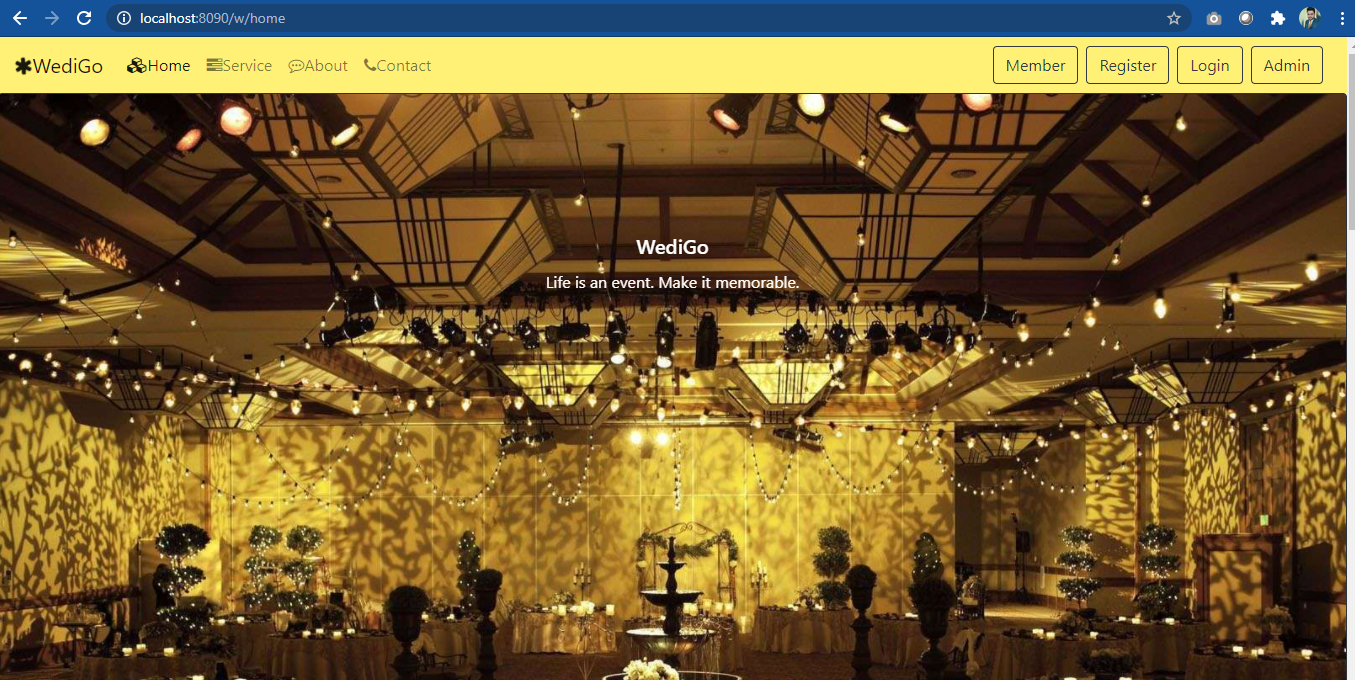 localhost:8090/w/home
WediGo Home Service About Contact Member Register Login Admin
WediGo
Life is an event. Make it memorable.